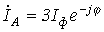 İ_A = 3I_ф e^{-jφ}